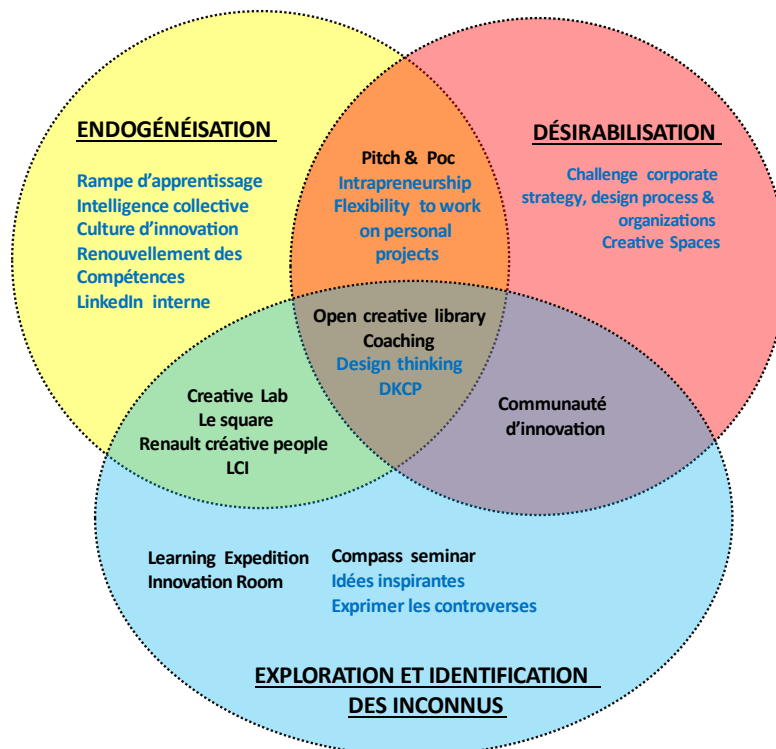 ENDOGÉNÉISATION
Rampe d'apprentissage
Intelligence collective
Culture d'innovation
Renouvellement des
Compétences
LinkedIn interne
Pitch & Poc
Intrapreneurship
Flexibility to work
on personal
projects
DÉSIRABILISATION
Challenge corporate
strategy, design process &
organizations
Creative Spaces
Open creative library
Coaching
Design thinking
DKCP
Creative Lab
Le square
Renault créative people
LCI
Communauté
d'innovation
Learning Expedition
Innovation Room
Compass seminar
Idées inspirantes
Exprimer les controverses
EXPLORATION ET IDENTIFICATION
DES INCONNUS